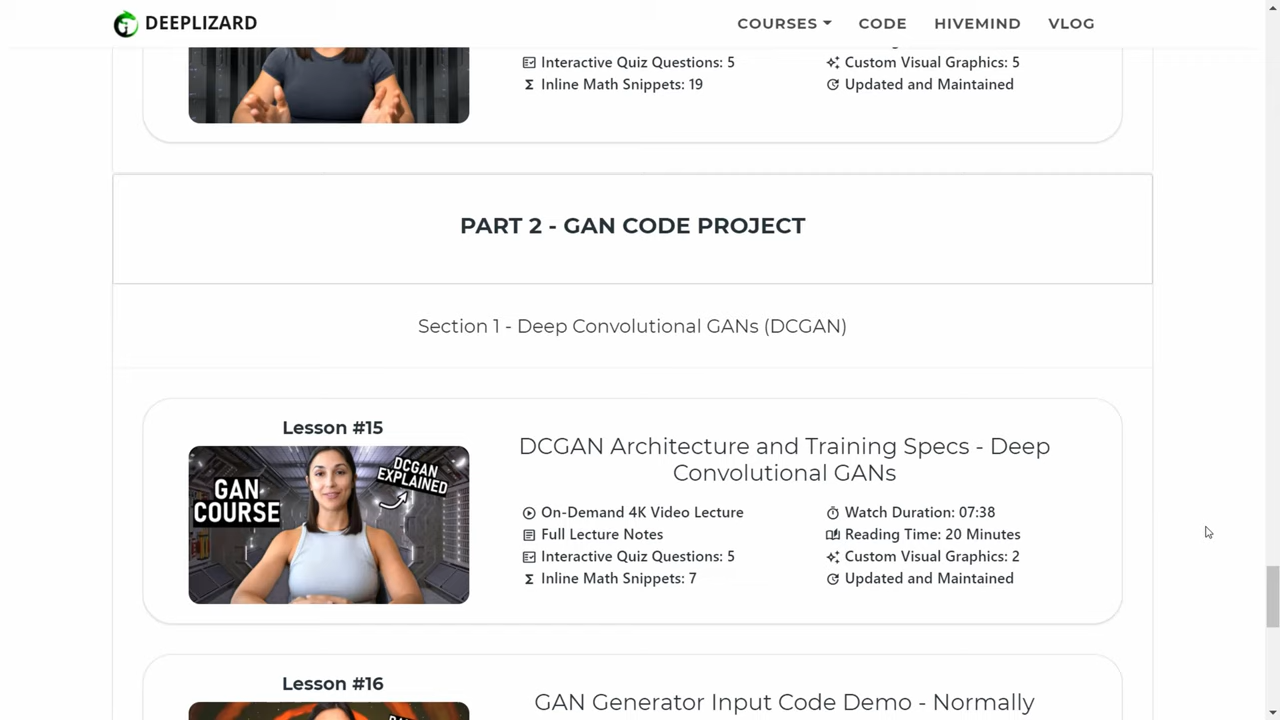 DEEPLIZARD
COURSES
CODE
HIVEMIND
VLOG
Interactive Quiz Questions: 5
Custom Visual Graphics: 5
Inline Math Snippets: 19
Updated and Maintained
PART 2 - GAN CODE PROJECT
Section 1 - Deep Convolutional GANs (DCGAN)
Lesson #15
GAN
COURSE
DCGAN
EXPLAINED
DCGAN Architecture and Training Specs - Deep
Convolutional GANs
On-Demand 4K Video Lecture
Watch Duration: 07:38
Full Lecture Notes
Reading Time: 20 Minutes
Interactive Quiz Questions: 5
Custom Visual Graphics: 2
Inline Math Snippets: 7
Updated and Maintained
Lesson #16
GAN Generator Input Code Demo - Normally